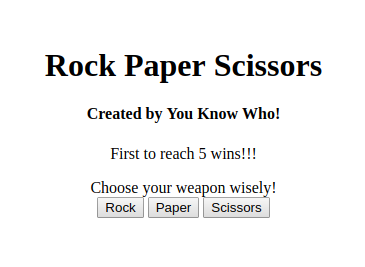 Rock Paper Scissors
Created by You Know Who!
First to reach 5 wins!!!
Choose your weapon wisely!
Rock Paper Scissors